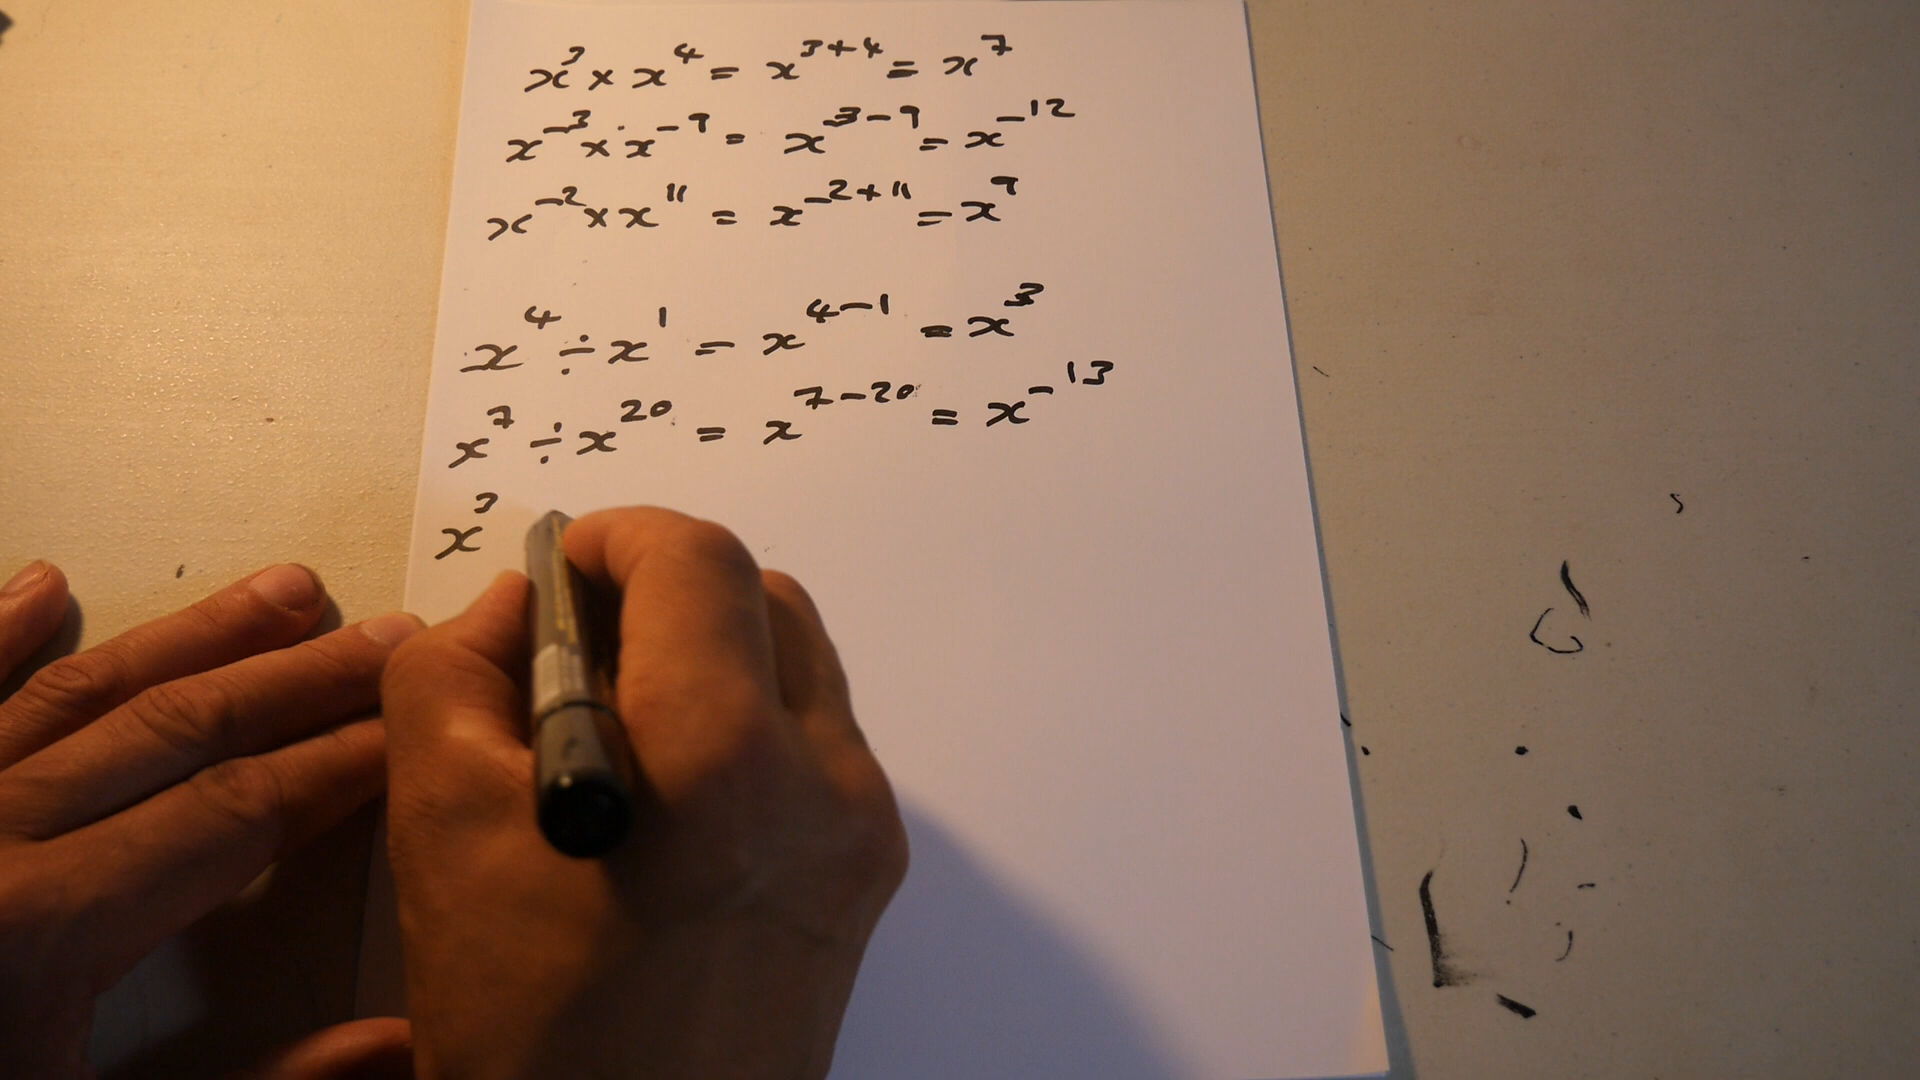 x³ × x⁴ = x³⁺⁴ = x⁷
x⁻³ × x⁻⁹ = x⁻³⁻⁹ = x⁻¹²
x⁻² × x¹¹ = x⁻²⁺¹¹ = x⁹
x⁴ ÷ x¹ = x⁴⁻¹ = x³
x⁷ ÷ x²⁰ = x⁷⁻²⁰ = x⁻¹³
x³